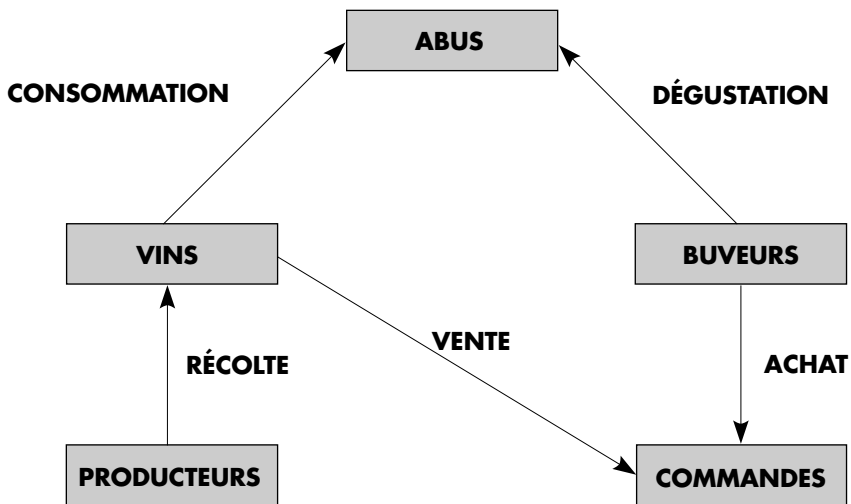 ABUS
CONSOMMATION
DÉGUSTATION
VINS
BUVEURS
VENTE
RÉCOLTE
ACHAT
PRODUCTEURS
COMMANDES